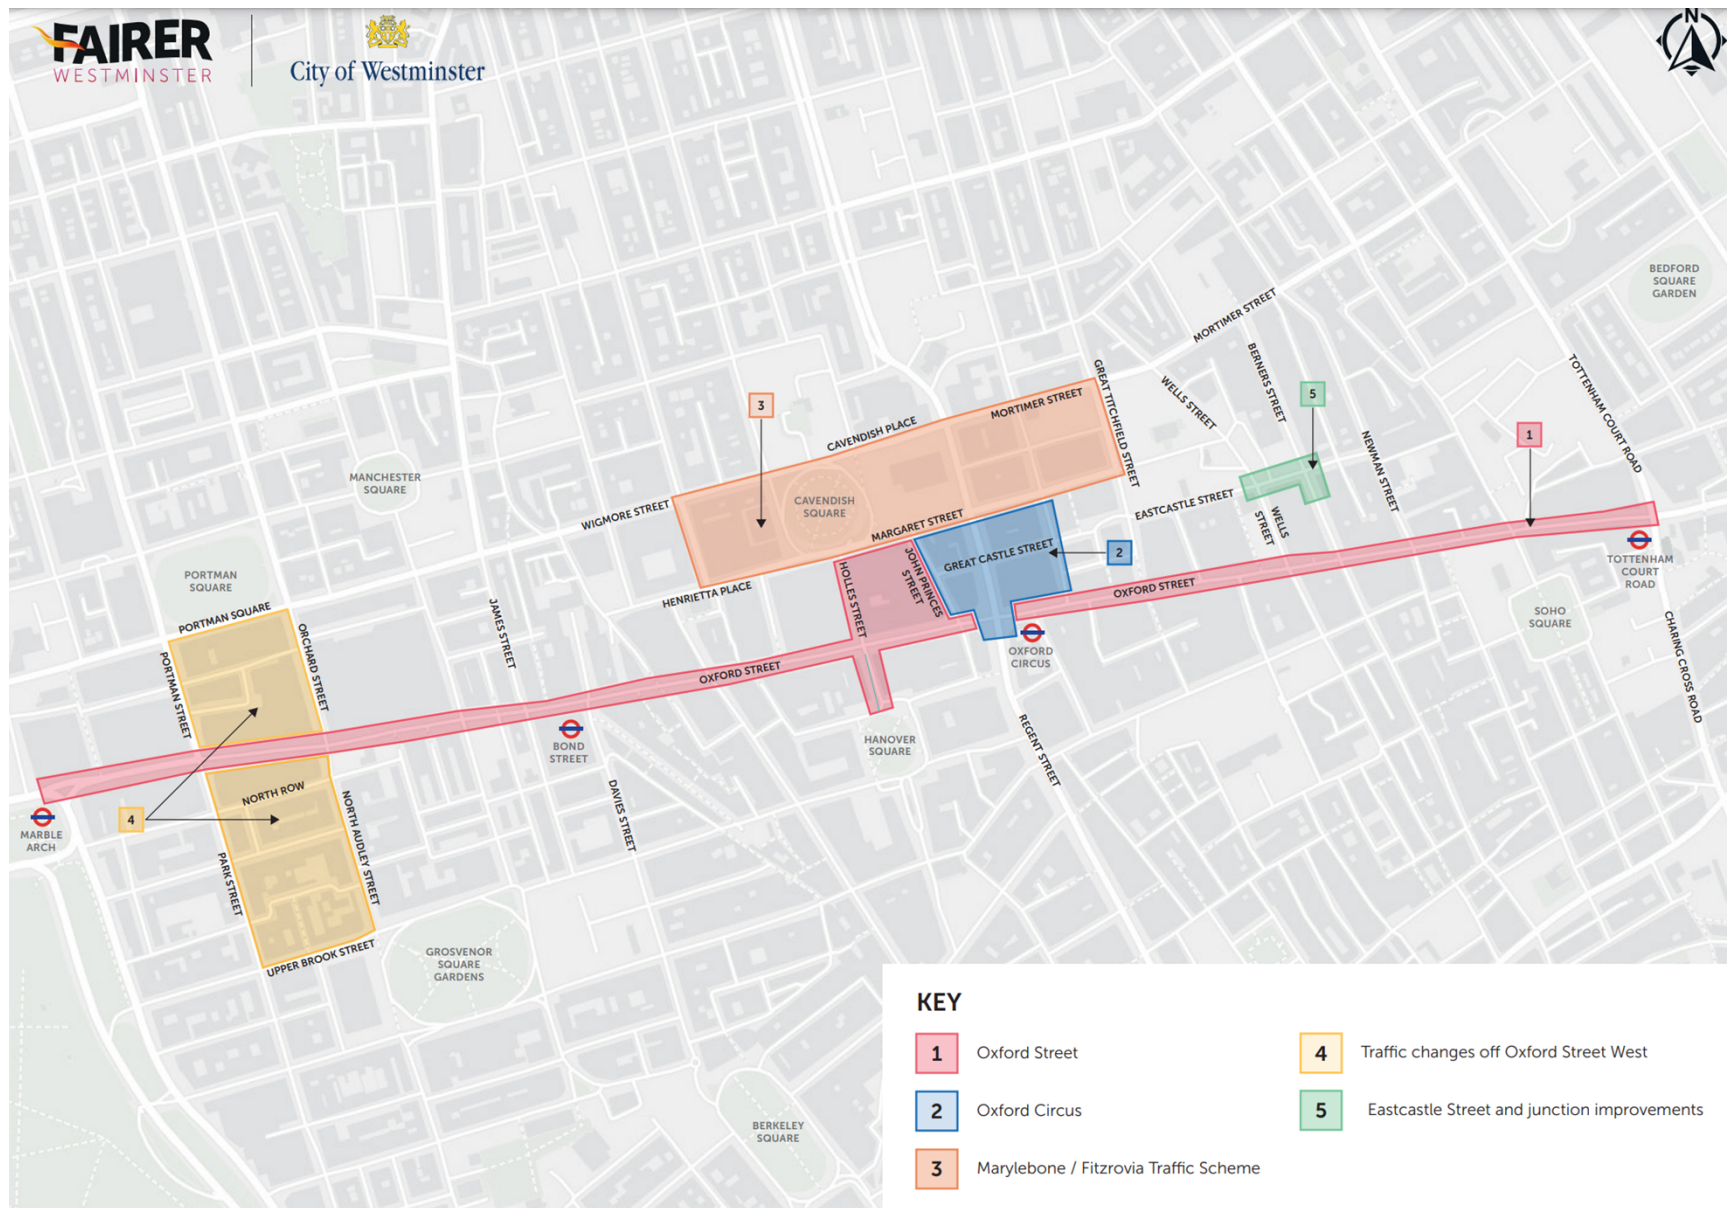 FAIRER
WESTMINSTER
City of Westminster
N
BEDFORD
SQUARE
GARDEN
MORTIMER STREET
BERNERS STREET
TOTTENHAM COURT ROAD
GREAT TITCHFIELD STREET
WELLS STREET
5
3
MORTIMER STREET
CAVENDISH PLACE
1
NEWMAN STREET
MANCHESTER
SQUARE
WIGMORE STREET
CAVENDISH
SQUARE
MARGARET STREET
EASTCASTLE STREET
WELLS
STREET
GREAT CASTLE STREET
2
JOHN PRINCES
STREET
HOLLES STREET
HENRIETTA PLACE
OXFORD STREET
TOTTENHAM
COURT
ROAD
PORTMAN
SQUARE
PORTMAN SQUARE
JAMES STREET
ORCHARD STREET
PORTMAN STREET
OXFORD STREET
OXFORD
CIRCUS
SOHO
SQUARE
CHARING CROSS ROAD
BOND
STREET
HANOVER
SQUARE
REGENT STREET
NORTH ROW
DAVIES STREET
4
MARBLE
ARCH
NORTH AUDLEY STREET
PARK STREET
UPPER BROOK STREET
GROSVENOR
SQUARE
GARDENS
BERKELEY
SQUARE
KEY
1 Oxford Street
2 Oxford Circus
3 Marylebone / Fitzrovia Traffic Scheme
4 Traffic changes off Oxford Street West
5 Eastcastle Street and junction improvements